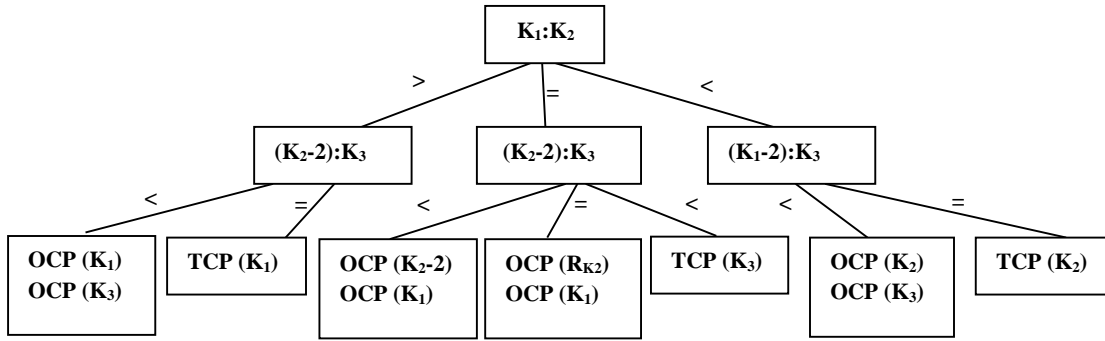 K₁:K₂
> = <
(K₂-2):K₃ (K₂-2):K₃ (K₁-2):K₃
< = < = < < =
OCP (K₁) TCP (K₁) OCP (K₂-2) OCP (R_K2) TCP (K₃) OCP (K₂) TCP (K₂)
OCP (K₃) OCP (K₁) OCP (K₁) OCP (K₃)